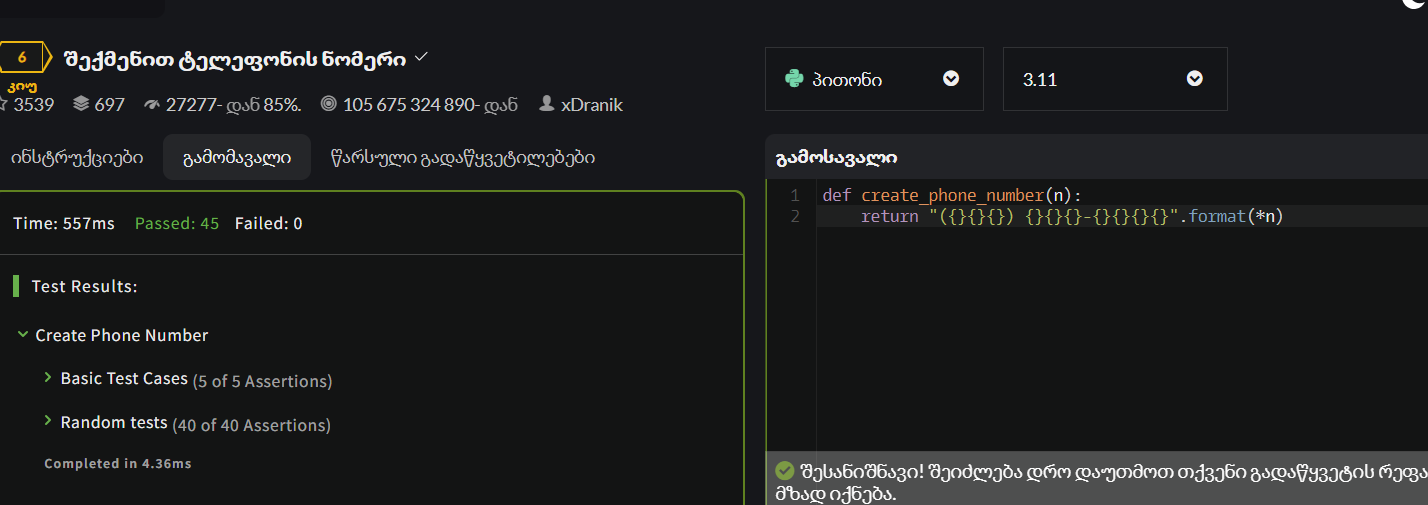 6 კიუ
შექმენით ტელეფონის ნომერი
3539 697 27277- დან 85%. 105 675 324 890- დან xDranik
ინსტრუქციები გამომავალი წარსული გადაწყვეტილებები
Time: 557ms Passed: 45 Failed: 0
Test Results:
Create Phone Number
Basic Test Cases (5 of 5 Assertions)
Random tests (40 of 40 Assertions)
Completed in 4.36ms
პითონი 3.11
გამოსავალი
1 def create_phone_number(n):
2 return "({}{}{}) {}{}{}-{}{}{}{}".format(*n)
შესანიშნავი! შეიძლება დრო დაუთმოთ თქვენი გადაწყვეტის რეფა
მზად იქნება.